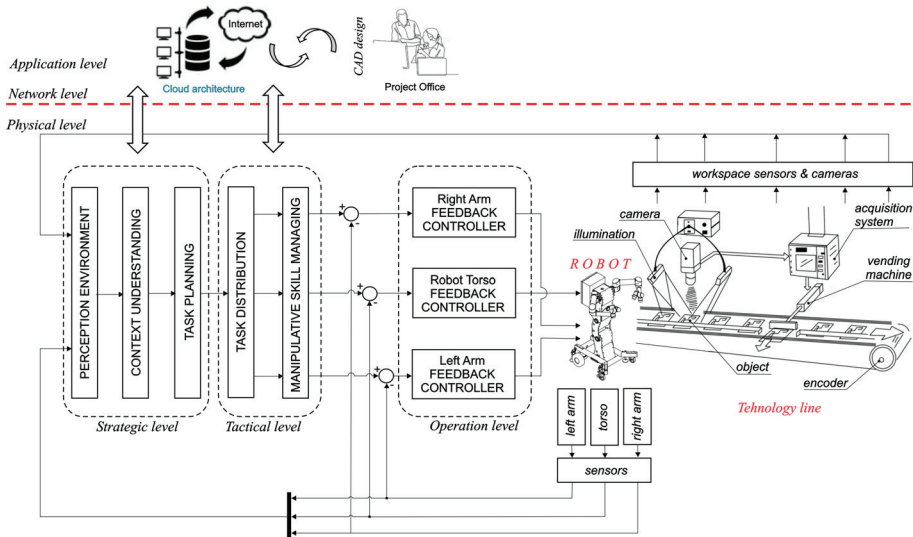 Internet
CAD design
Application level
Cloud architecture
Project Office
Network level
Physical level
workspace sensors & cameras
PERCEPTION ENVIRONMENT
CONTEXT UNDERSTANDING
TASK PLANNING
TASK DISTRIBUTION
MANIPULATIVE SKILL MANAGING
+
-
Right Arm
FEEDBACK
CONTROLLER
+
-
Robot Torso
FEEDBACK
CONTROLLER
+
-
Left Arm
FEEDBACK
CONTROLLER
camera
illumination
ROBOT
acquisition
system
vending
machine
object
encoder
Tehnology line
Strategic level
Tactical level
Operation level
left arm
torso
right arm
sensors